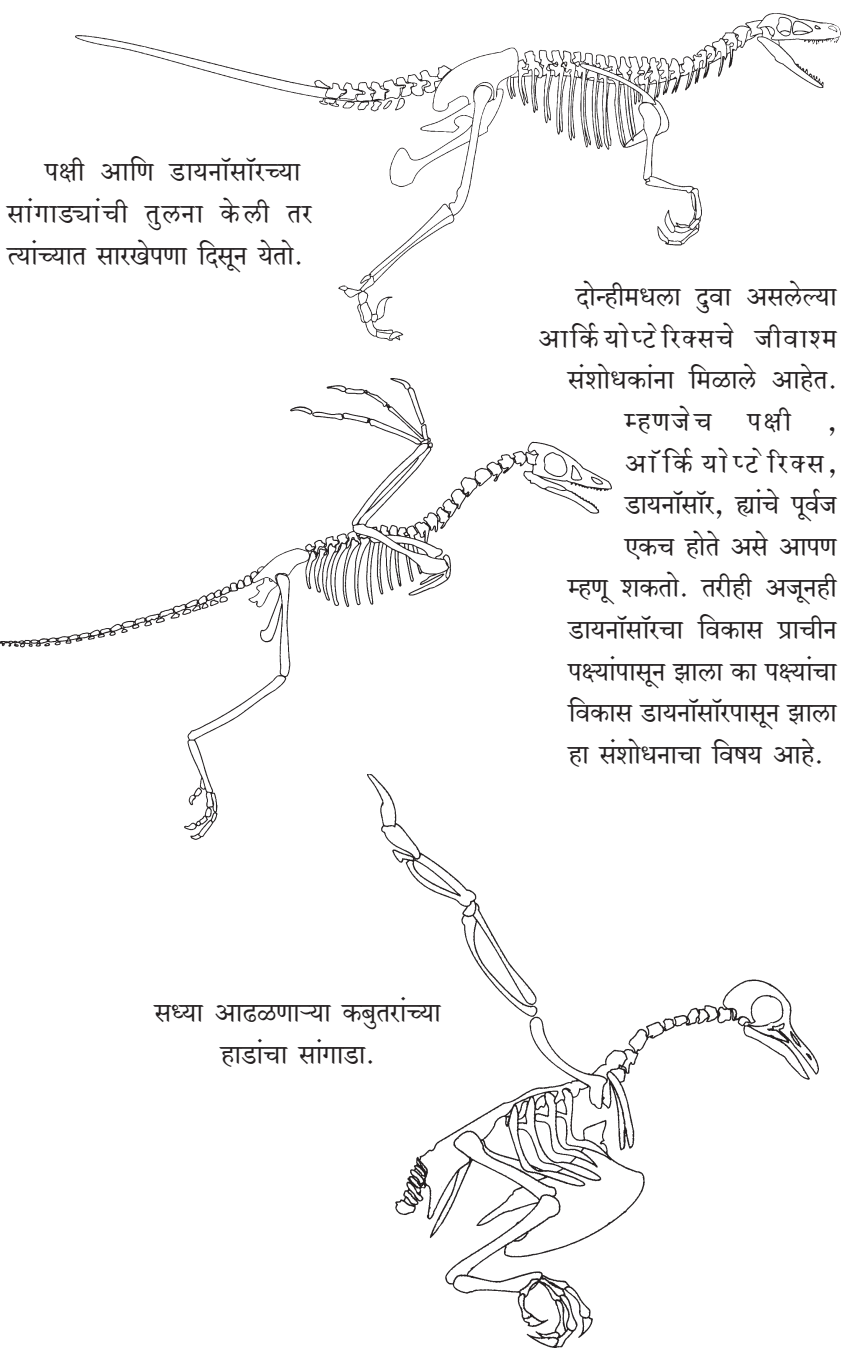 पक्षी आणि डायनॉसॉरच्या
सांगाड्यांची तुलना केली तर
त्यांच्यात सारखेपणा दिसून येतो.
दोन्हीमधला दुवा असलेल्या
आर्कियोप्टेरिक्सचे जीवाश्म
संशोधकांना मिळाले आहेत.
म्हणजेच पक्षी ,
ऑर्कियोप्टेरिक्स,
डायनॉसॉर, ह्यांचे पूर्वज
एकच होते असे आपण
म्हणू शकतो. तरीही अजूनही
डायनॉसॉरचा विकास प्राचीन
पक्ष्यांपासून झाला का पक्ष्यांचा
विकास डायनॉसॉरपासून झाला
हा संशोधनाचा विषय आहे.
सध्या आढळणाऱ्या कबुतरांच्या
हाडांचा सांगाडा.